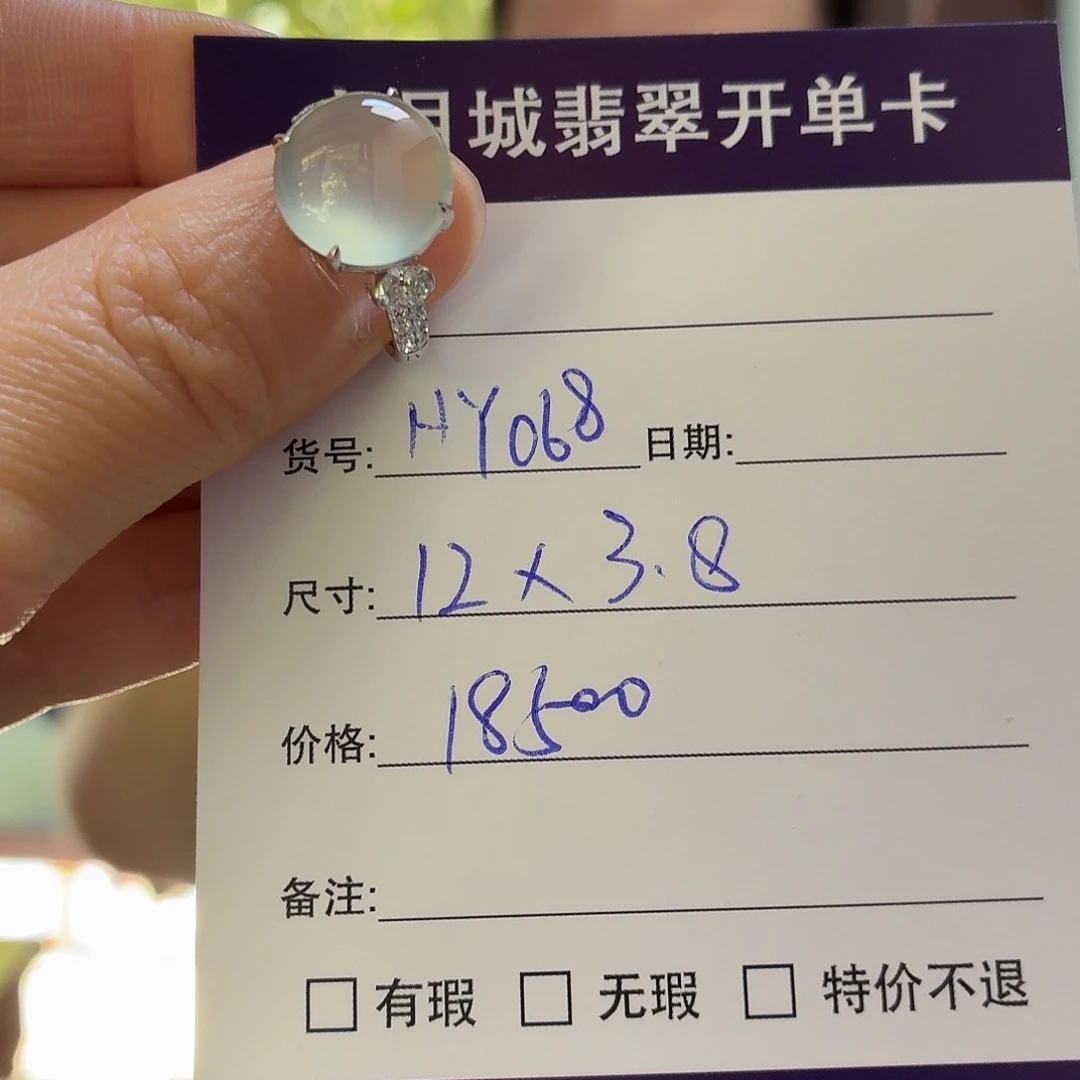 月城翡翠开单卡
货号: HY068 日期:
尺寸: 12 x 3.8
价格: 18500
备注:
□ 有瑕 □ 无瑕 □ 特价不退